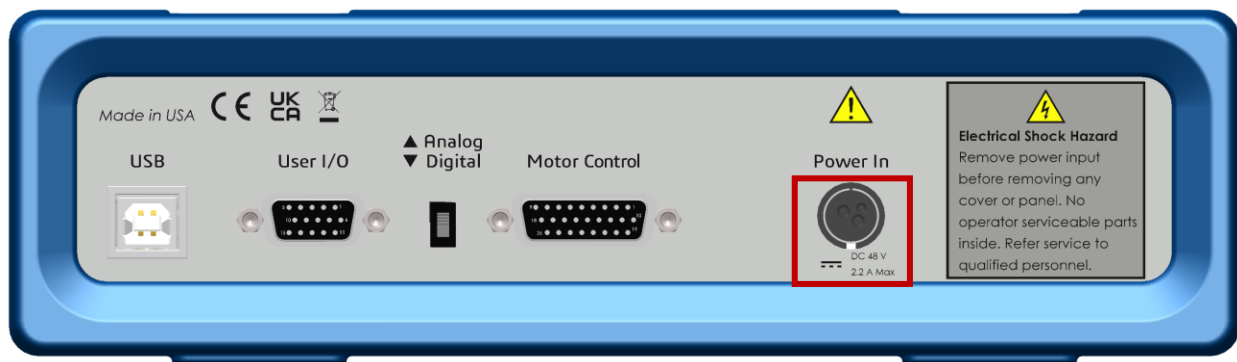 Made in USA CE UK CA
▲ Analog
▼ Digital
USB
User I/O
Motor Control
Power In
DC 48 V
2.2 A Max
Electrical Shock Hazard
Remove power input
before removing any
cover or panel. No
operator serviceable parts
inside. Refer service to
qualified personnel.